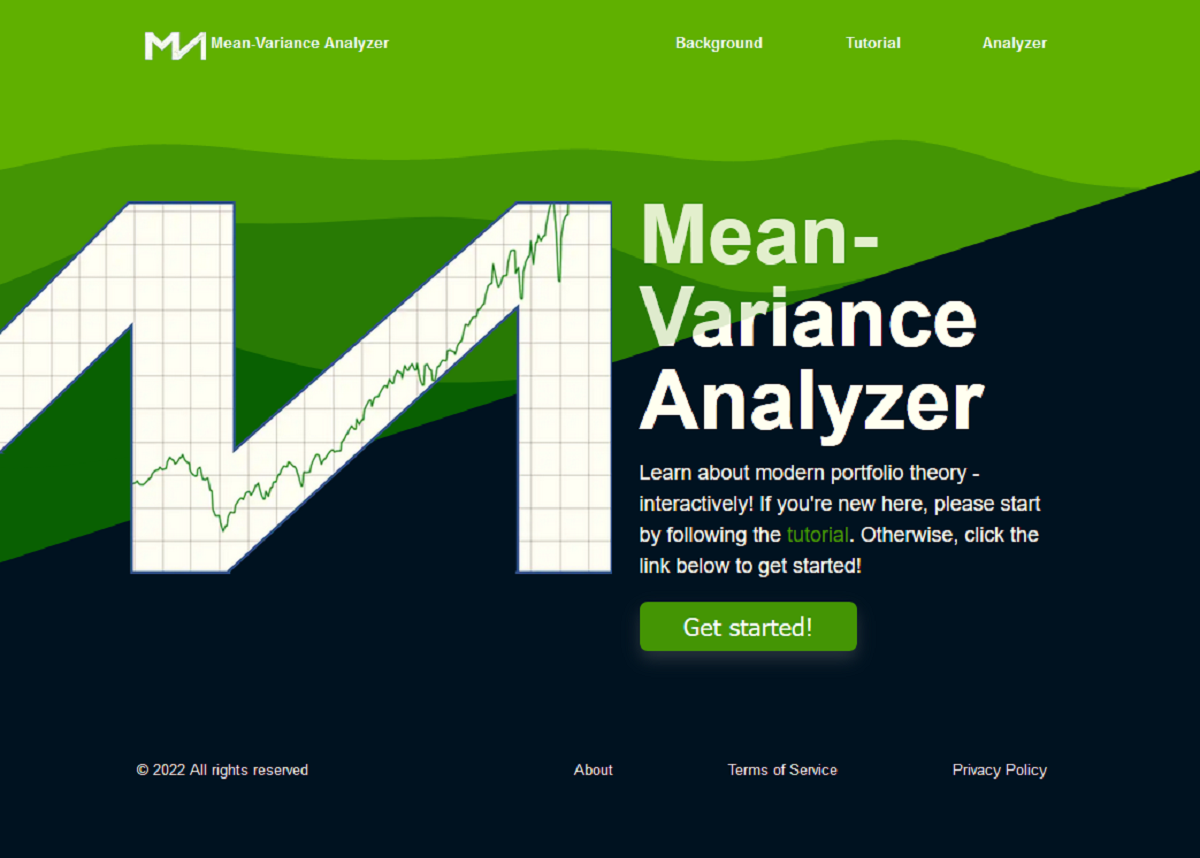 Mean-Variance Analyzer
Background
Tutorial
Analyzer
Mean-
Variance
Analyzer
Learn about modern portfolio theory -
interactively! If you're new here, please start
by following the tutorial. Otherwise, click the
link below to get started!
Get started!
© 2022 All rights reserved
About
Terms of Service
Privacy Policy